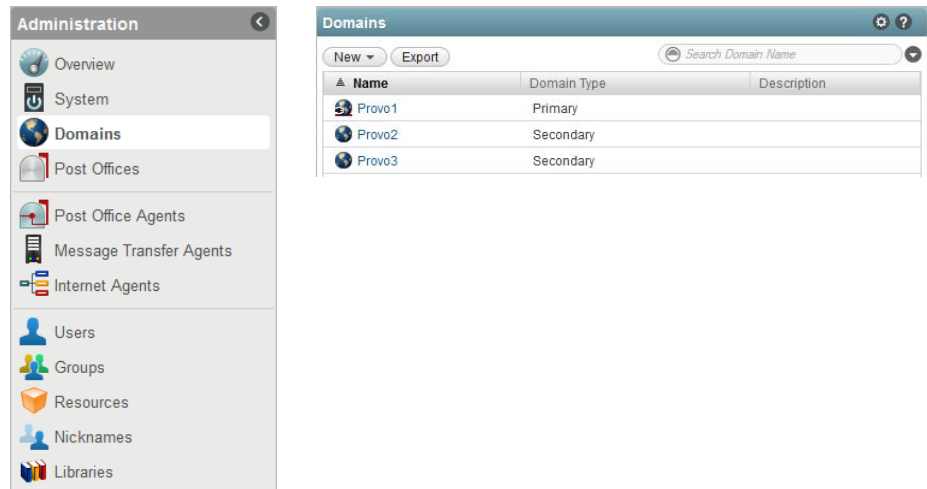 Administration
Overview
System
Domains
Post Offices
Post Office Agents
Message Transfer Agents
Internet Agents
Users
Groups
Resources
Nicknames
Libraries
Domains
New Export Search Domain Name
Name Domain Type Description
Provo1 Primary
Provo2 Secondary
Provo3 Secondary